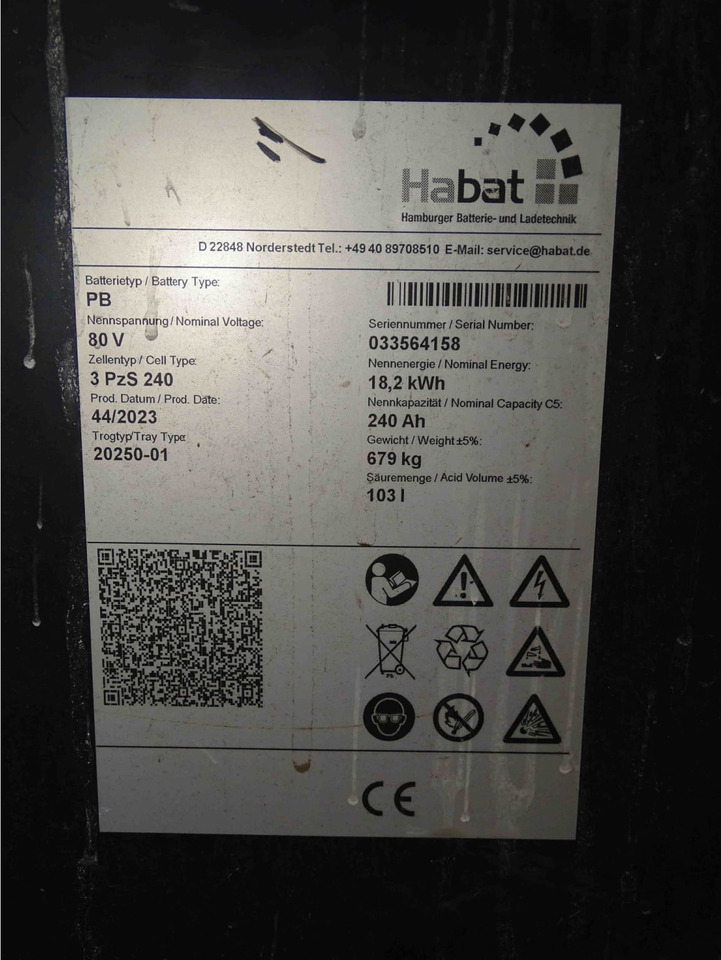 Habat
Hamburger Batterie- und Ladetechnik
D 22848 Norderstedt Tel.: +49 40 89708510 E-Mail: service@habat.de
Batterietyp / Battery Type:
PB
Nennspannung / Nominal Voltage:
80 V
Zellentyp / Cell Type:
3 PzS 240
Prod. Datum / Prod. Date:
44/2023
Trogtyp/Tray Type:
20250-01
Seriennummer / Serial Number:
033564158
Nennenergie / Nominal Energy:
18,2 kWh
Nennkapazität / Nominal Capacity C5:
240 Ah
Gewicht / Weight ±5%:
679 kg
Säuremenge / Acid Volume ±5%:
103 l
CE